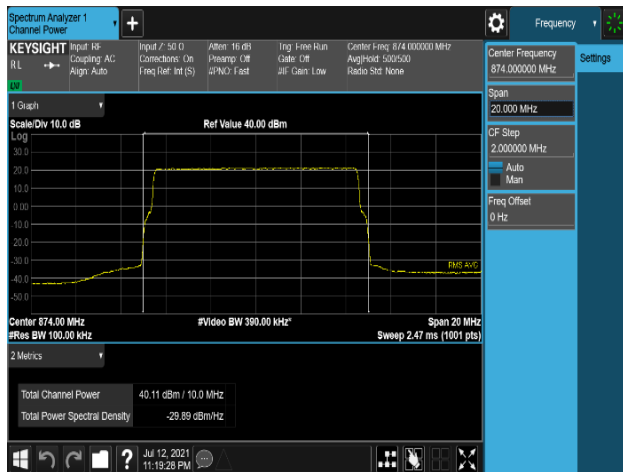 Spectrum Analyzer 1
Channel Power
Frequency
KEYSIGHT
RL
Input: RF
Coupling: AC
Align: Auto
Input Z: 50 Ω
Corrections: On
Freq Ref: Int (S)
Atten: 16 dB
Preamp: Off
#PNO: Fast
Trig: Free Run
Gate: Off
#IF Gain: Low
Center Freq: 874.000000 MHz
Avg|Hold: 500/500
Radio Std: None
1 Graph
Scale/Div 10.0 dB
Ref Value 40.00 dBm
Log
30.0
20.0
10.0
0.00
-10.0
-20.0
-30.0
-40.0
-50.0
RMS AVG
Center 874.00 MHz
#Video BW 390.00 kHz*
Span 20 MHz
#Res BW 100.00 kHz
Sweep 2.47 ms (1001 pts)
2 Metrics
Total Channel Power
40.11 dBm / 10.0 MHz
Total Power Spectral Density
-29.89 dBm/Hz
Center Frequency
874.000000 MHz
Settings
Span
20.000 MHz
CF Step
2.000000 MHz
Auto
Man
Freq Offset
0 Hz
?
Jul 12, 2021
11:19:28 PM